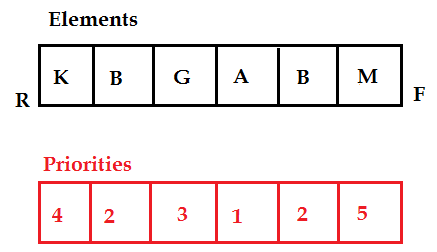 Elements
K B G A B M
R F
Priorities
4 2 3 1 2 5